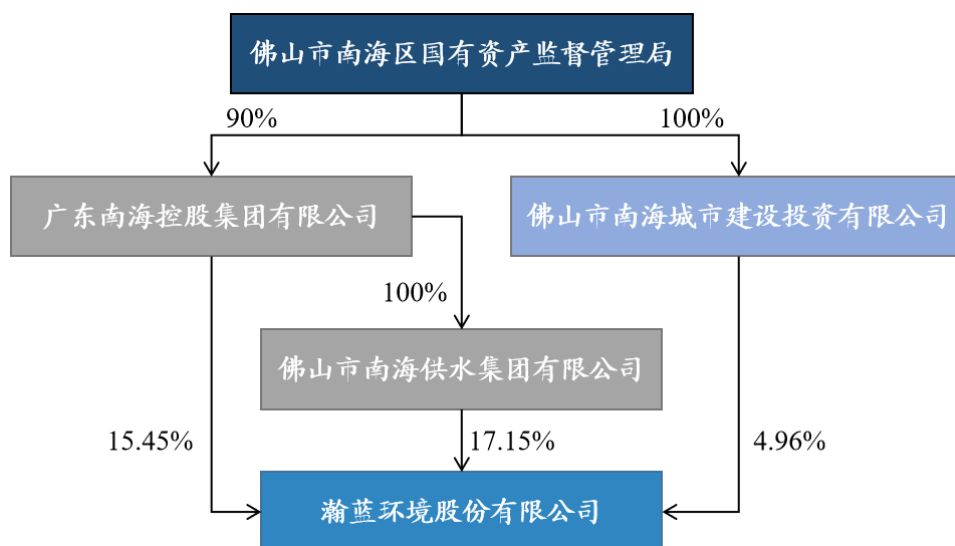 佛山市南海区国有资产监督管理局
90%
100%
广东南海控股集团有限公司
佛山市南海城市建设投资有限公司
100%
佛山市南海供水集团有限公司
15.45%
17.15%
4.96%
瀚蓝环境股份有限公司